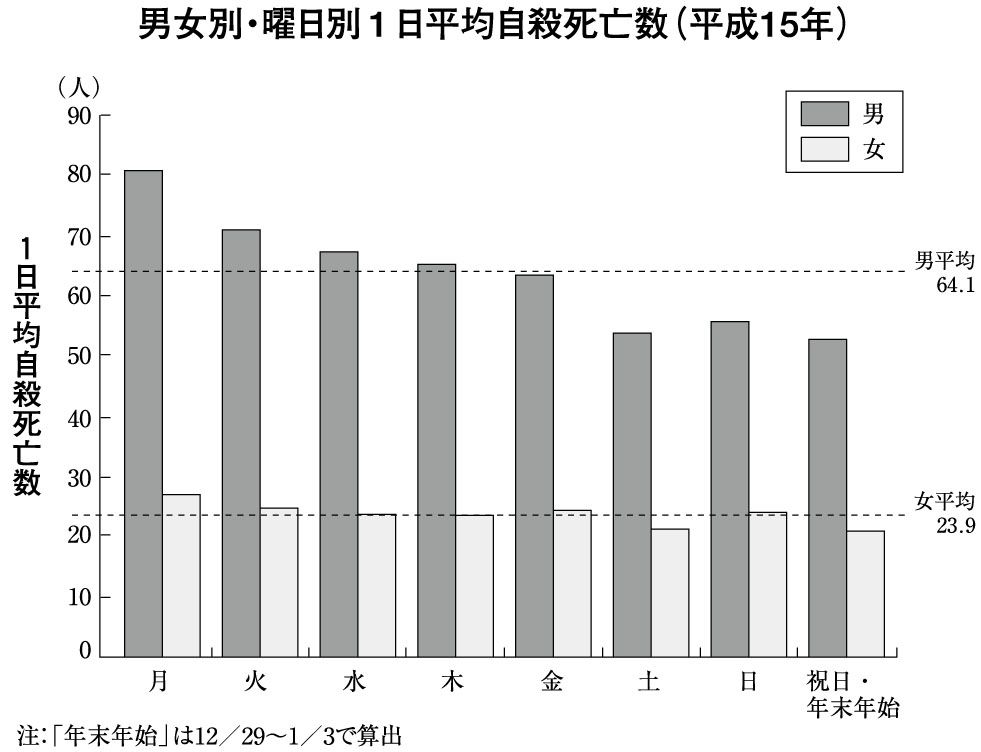 男女別・曜日別1日平均自殺死亡数(平成15年)
(人)
90
80
70
60
50
40
30
20
10
0
1日平均自殺死亡数
男
女
男平均
64.1
女平均
23.9
月 火 水 木 金 土 日 祝日・
年末年始
注:「年末年始」は12/29〜1/3で算出